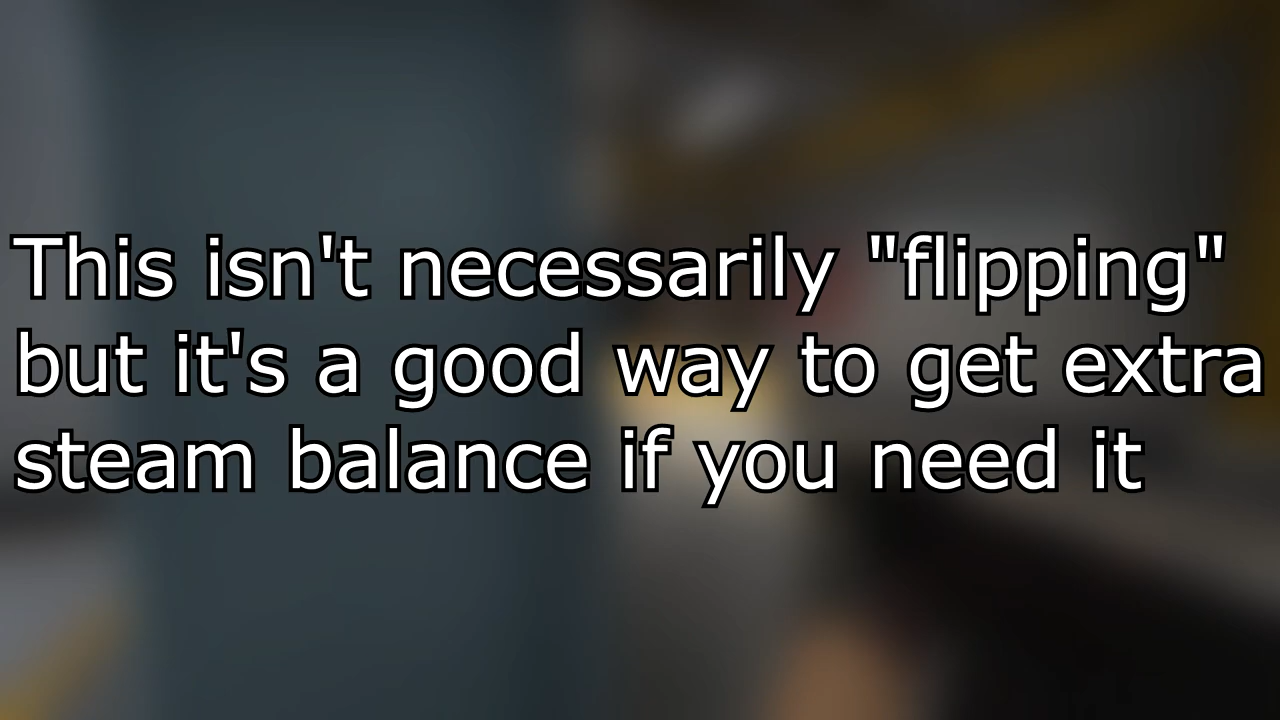 This isn't necessarily "flipping"
but it's a good way to get extra
steam balance if you need it